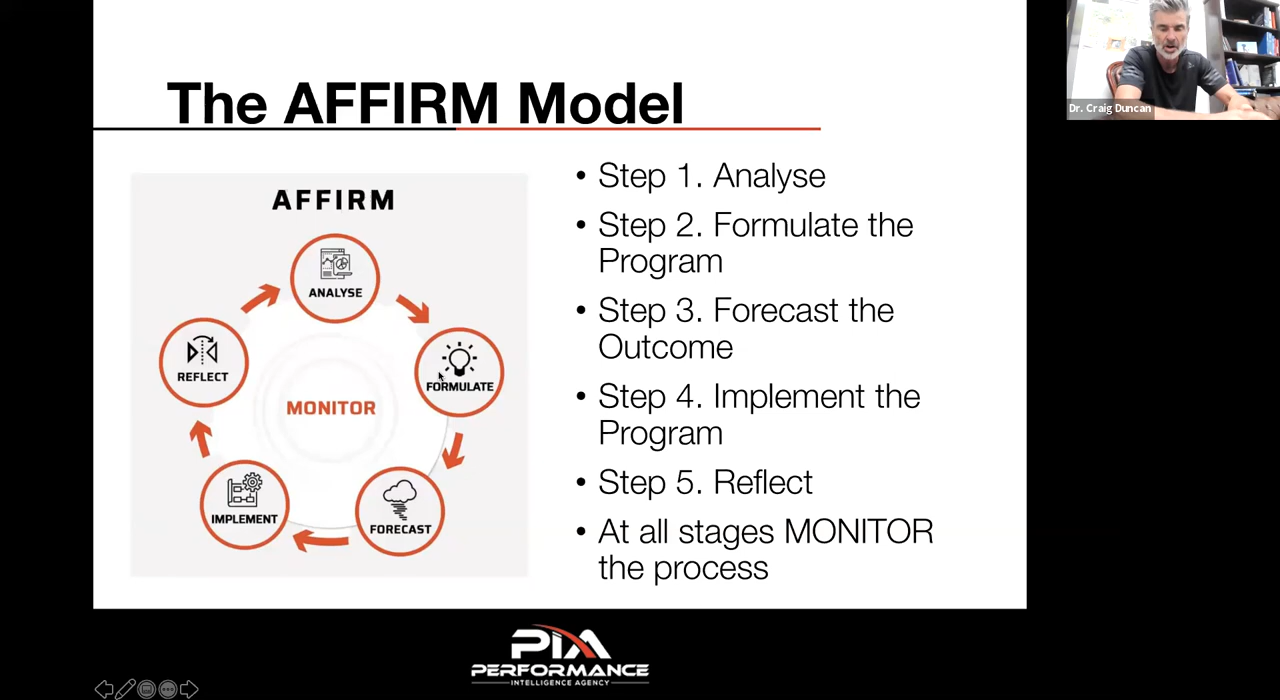 The AFFIRM Model
AFFIRM
ANALYSE
FORMULATE
FORECAST
IMPLEMENT
REFLECT
MONITOR
• Step 1. Analyse
• Step 2. Formulate the
Program
• Step 3. Forecast the
Outcome
• Step 4. Implement the
Program
• Step 5. Reflect
• At all stages MONITOR
the process
Dr. Craig Duncan
PIA
PERFORMANCE
INTELLIGENCE AGENCY